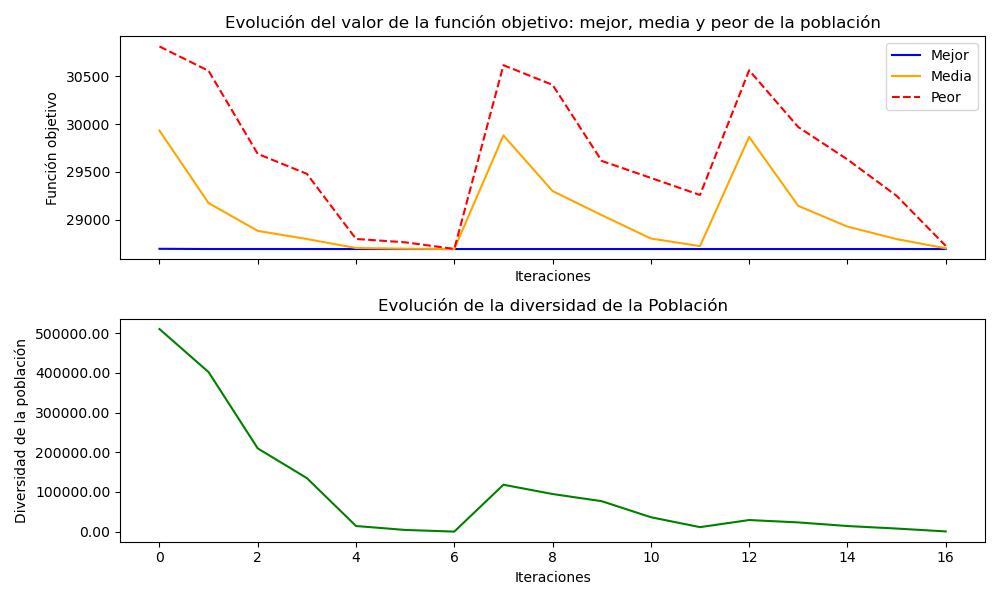 Evolución del valor de la función objetivo: mejor, media y peor de la población
Función objetivo
30500
30000
29500
29000
Mejor
Media
Peor
Iteraciones
Evolución de la diversidad de la Población
Diversidad de la población
500000.00
400000.00
300000.00
200000.00
100000.00
0.00
0 2 4 6 8 10 12 14 16
Iteraciones